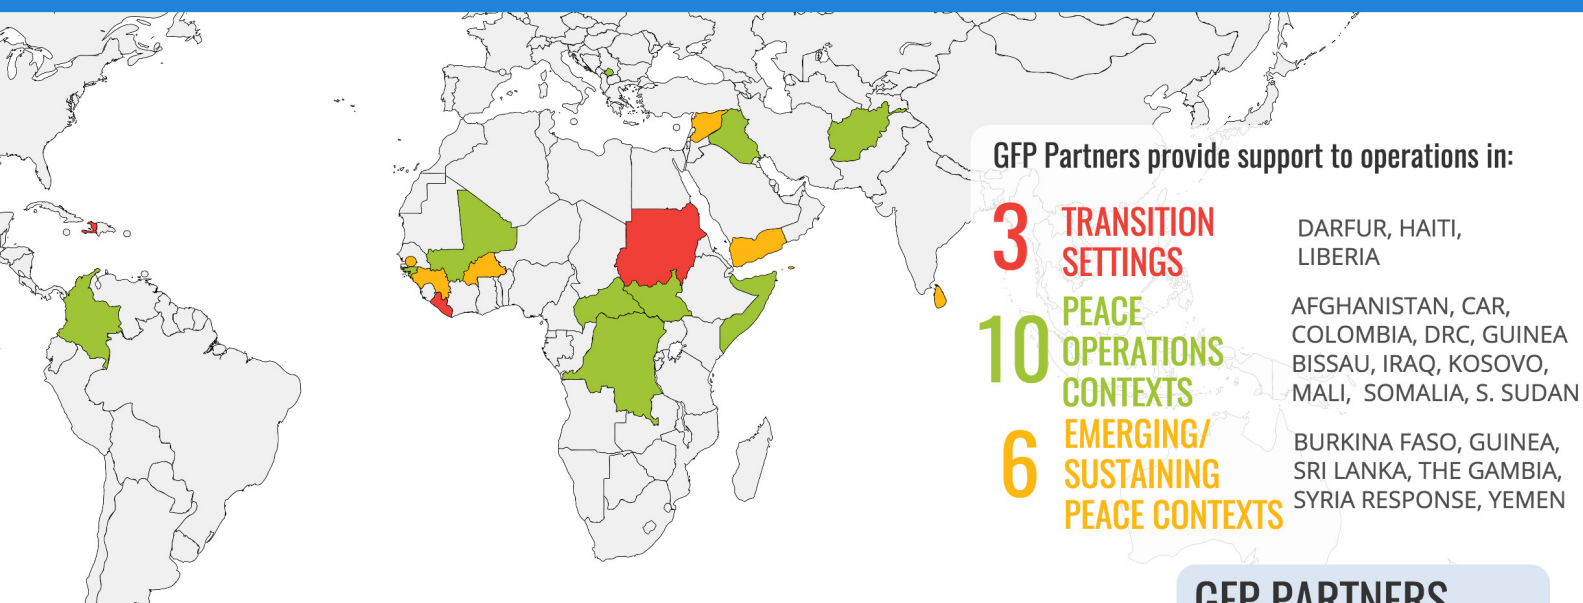 GFP Partners provide support to operations in:
3
TRANSITION
SETTINGS
DARFUR, HAITI,
LIBERIA
10
PEACE
OPERATIONS
CONTEXTS
AFGHANISTAN, CAR,
COLOMBIA, DRC, GUINEA
BISSAU, IRAQ, KOSOVO,
MALI, SOMALIA, S. SUDAN
6
EMERGING/
SUSTAINING
PEACE CONTEXTS
BURKINA FASO, GUINEA,
SRI LANKA, THE GAMBIA,
SYRIA RESPONSE, YEMEN
GFP PARTNERS